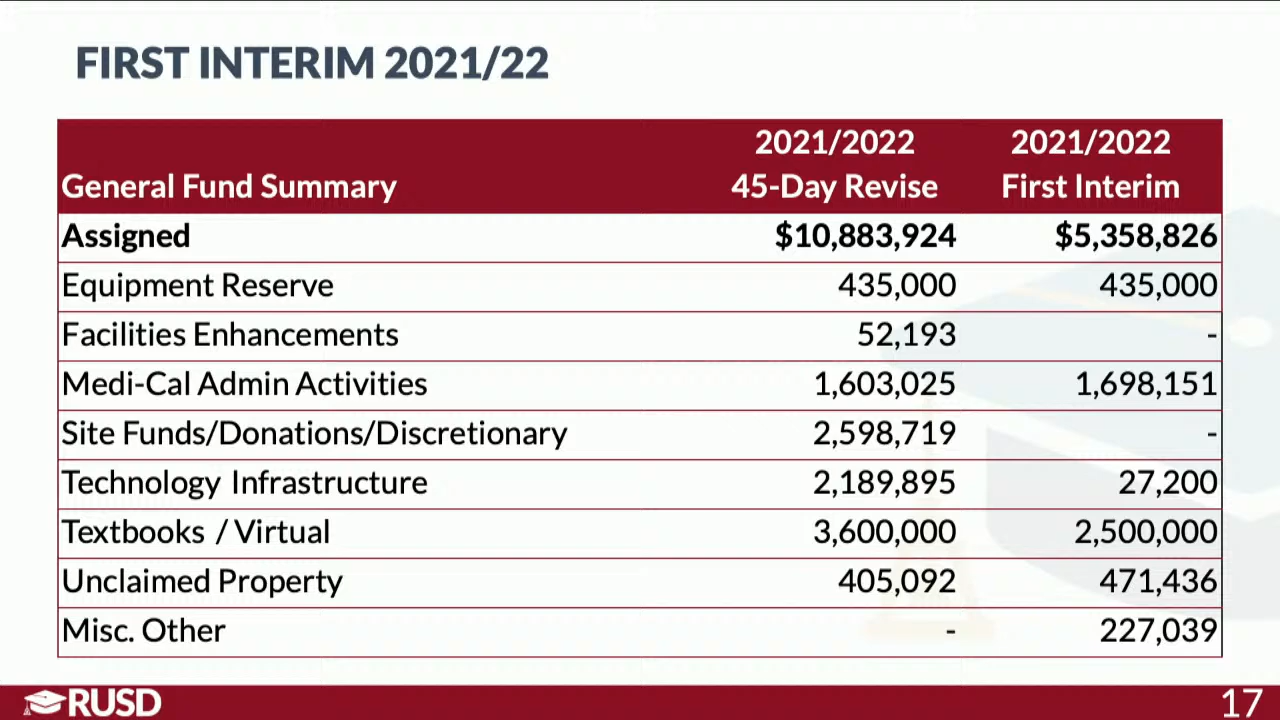 FIRST INTERIM 2021/22
2021/2022 2021/2022
General Fund Summary 45-Day Revise First Interim
Assigned $10,883,924 $5,358,826
Equipment Reserve 435,000 435,000
Facilities Enhancements 52,193 -
Medi-Cal Admin Activities 1,603,025 1,698,151
Site Funds/Donations/Discretionary 2,598,719 -
Technology Infrastructure 2,189,895 27,200
Textbooks / Virtual 3,600,000 2,500,000
Unclaimed Property 405,092 471,436
Misc. Other - 227,039
RUSD 17